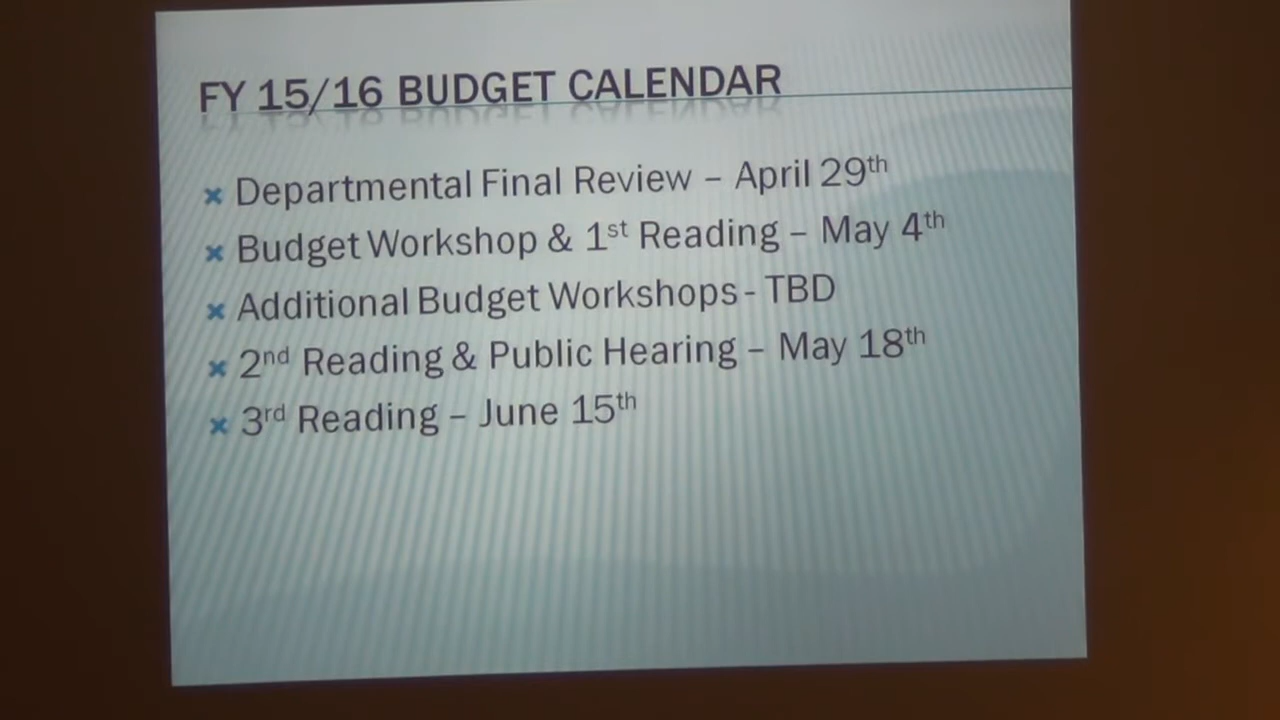 FY 15/16 BUDGET CALENDAR
Departmental Final Review – April 29th
Budget Workshop & 1st Reading – May 4th
Additional Budget Workshops - TBD
2nd Reading & Public Hearing – May 18th
3rd Reading – June 15th